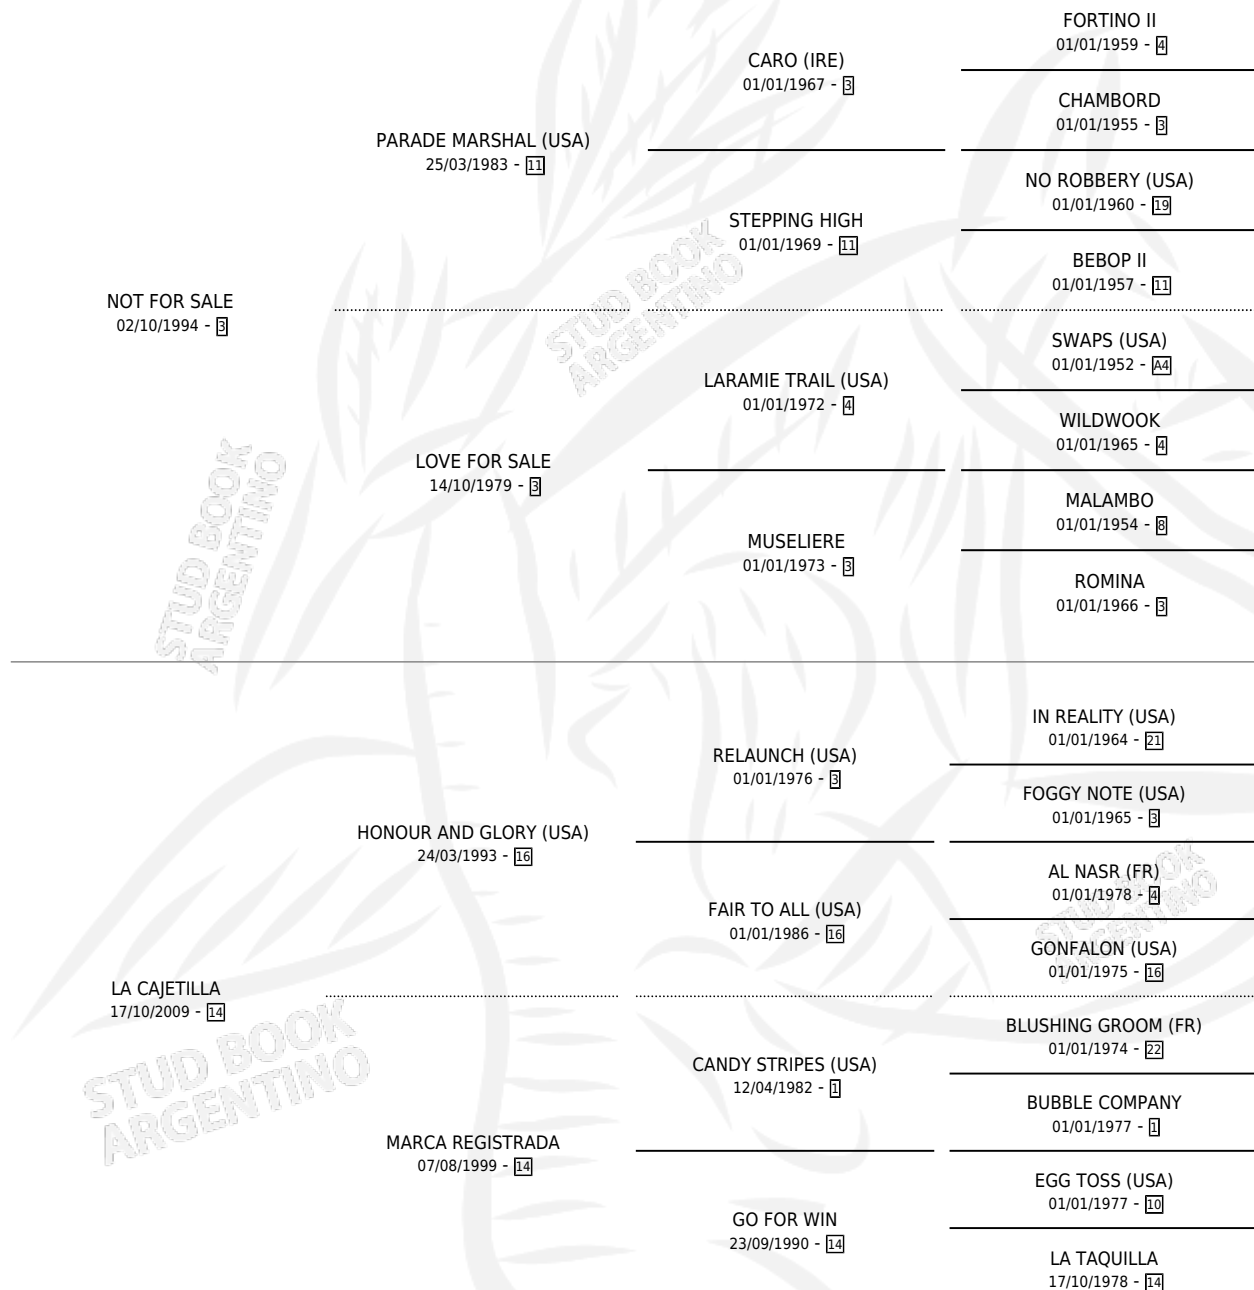 FORTINO II
01/01/1959 - 4
CARO (IRE)
01/01/1967 - 3
CHAMBORD
01/01/1955 - 3
PARADE MARSHAL (USA)
25/03/1983 - 11
NO ROBBERY (USA)
01/01/1960 - 19
STEPPING HIGH
01/01/1969 - 11
BEBOP II
01/01/1957 - 11
NOT FOR SALE
02/10/1994 - 3
STUD BOOK
ARGENTINO
SWAPS (USA)
01/01/1952 - A4
LARAMIE TRAIL (USA)
01/01/1972 - 4
WILDWOOK
01/01/1965 - 4
LOVE FOR SALE
14/10/1979 - 3
MALAMBO
01/01/1954 - 8
MUSELIERE
01/01/1973 - 3
ROMINA
01/01/1966 - 3
STUD BOOK
ARGENTINO
IN REALITY (USA)
01/01/1964 - 21
RELAUNCH (USA)
01/01/1976 - 3
FOGGY NOTE (USA)
01/01/1965 - 3
HONOUR AND GLORY (USA)
24/03/1993 - 16
AL NASR (FR)
01/01/1978 - 4
FAIR TO ALL (USA)
01/01/1986 - 16
STUD BOOK
ARGENTINO
GONFALON (USA)
01/01/1975 - 16
LA CAJETILLA
17/10/2009 - 14
BLUSHING GROOM (FR)
01/01/1974 - 22
CANDY STRIPES (USA)
12/04/1982 - 1
STUD BOOK
ARGENTINO
BUBBLE COMPANY
01/01/1977 - 1
MARCA REGISTRADA
07/08/1999 - 14
EGG TOSS (USA)
01/01/1977 - 10
GO FOR WIN
23/09/1990 - 14
LA TAQUILLA
17/10/1978 - 14